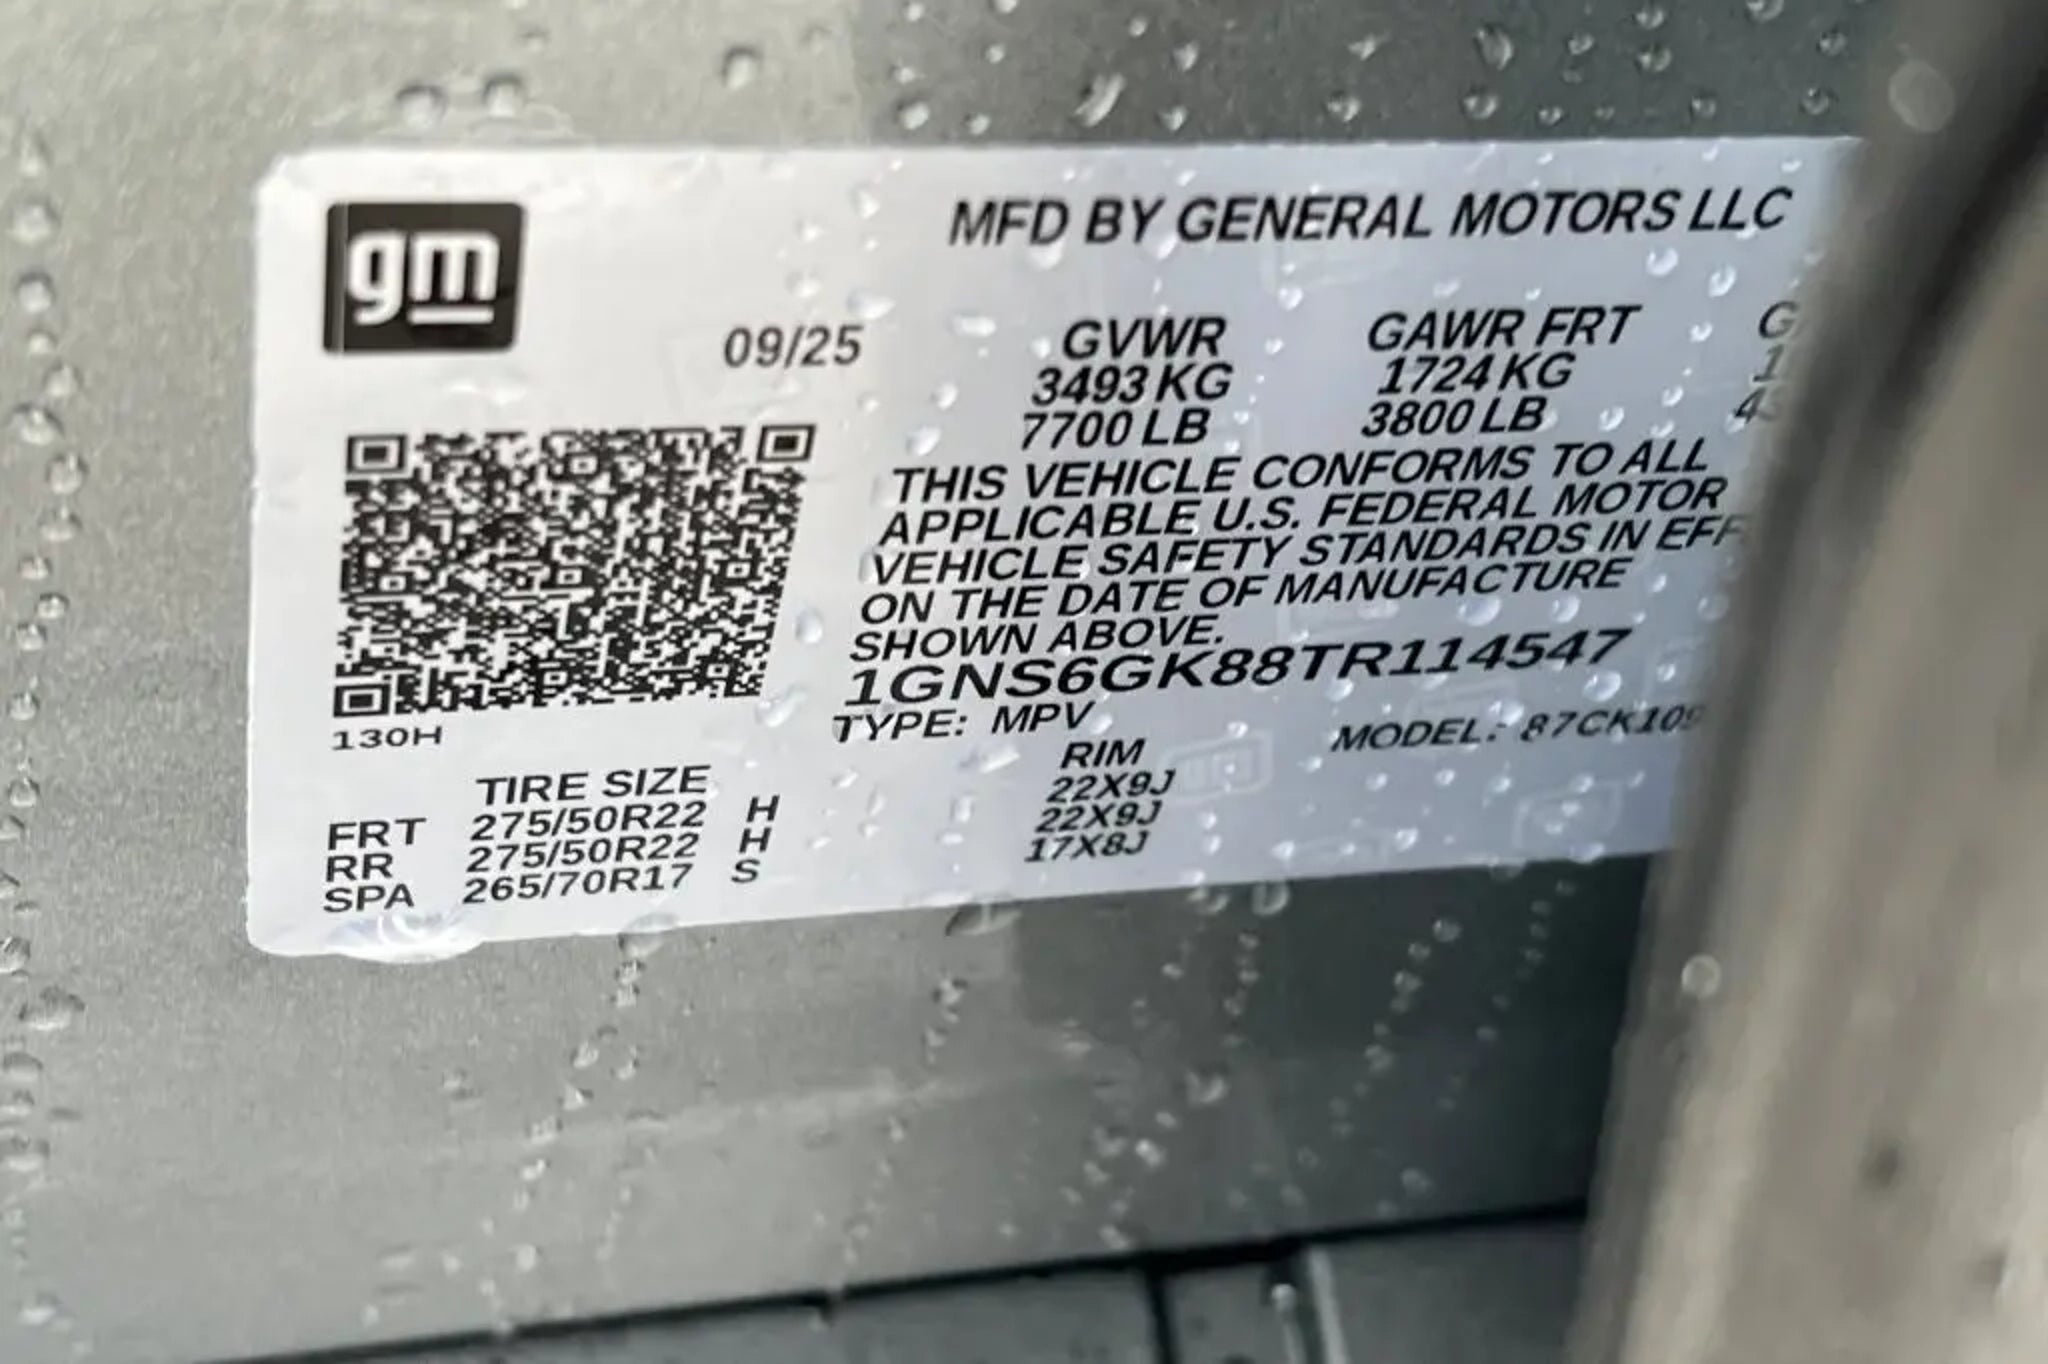 gm
MFD BY GENERAL MOTORS LLC
09/25
GVWR GAWR FRT
3493 KG 1724 KG
7700 LB 3800 LB
THIS VEHICLE CONFORMS TO ALL
APPLICABLE U.S. FEDERAL MOTOR
VEHICLE SAFETY STANDARDS IN EFF
ON THE DATE OF MANUFACTURE
SHOWN ABOVE.
1GNS6GK88TR114547
TYPE: MPV MODEL: 87CK109
130H
TIRE SIZE RIM
FRT 275/50R22 H 22X9J
RR 275/50R22 H 22X9J
SPA 265/70R17 S 17X8J